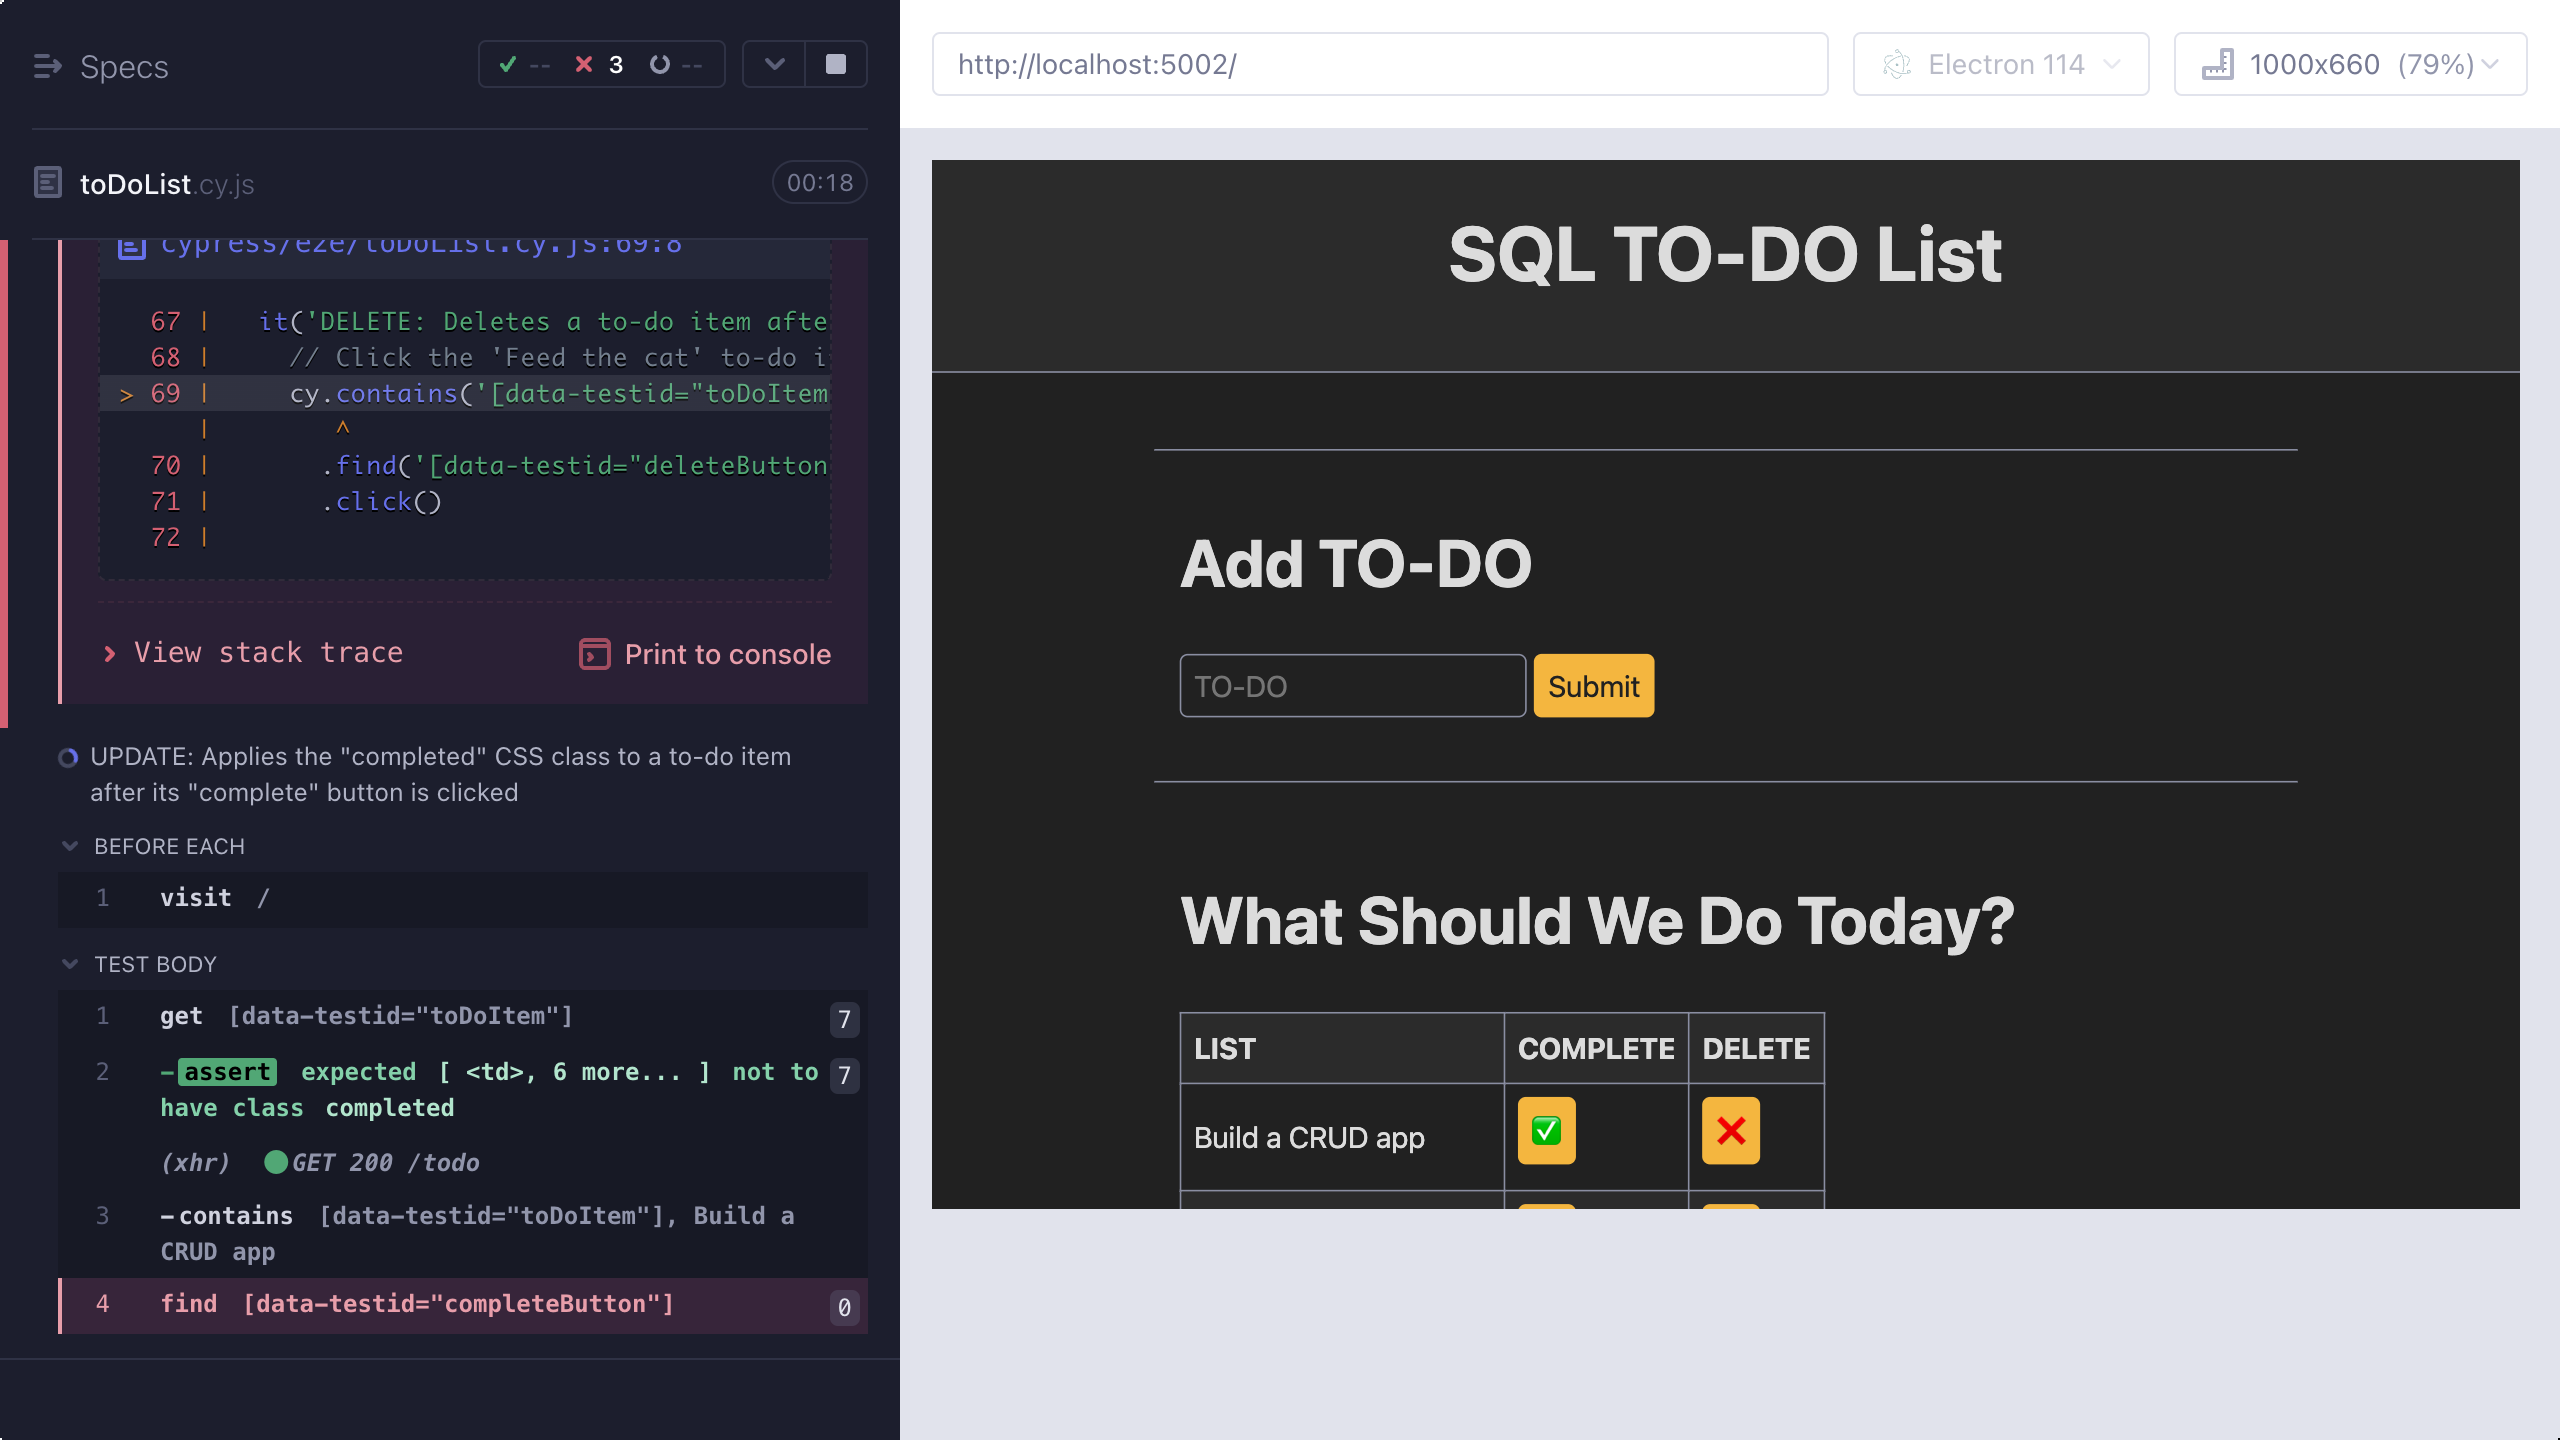 Specs
-- 3 --
toDoList.cy.js
00:18
cypress/e2e/toDoList.cy.js:69:8
67 | it('DELETE: Deletes a to-do item afte
68 | // Click the 'Feed the cat' to-do i
> 69 | cy.contains('[data-testid="toDoItem
| ^
70 | .find('[data-testid="deleteButton
71 | .click()
72 |
View stack trace
Print to console
UPDATE: Applies the "completed" CSS class to a to-do item
after its "complete" button is clicked
BEFORE EACH
1 visit /
TEST BODY
1 get [data-testid="toDoItem"] 7
2 -assert expected [ <td>, 6 more... ] not to 7
have class completed
(xhr) GET 200 /todo
3 -contains [data-testid="toDoItem"], Build a
CRUD app
4 find [data-testid="completeButton"] 0
http://localhost:5002/
Electron 114
1000x660 (79%)
SQL TO-DO List
Add TO-DO
TO-DO
Submit
What Should We Do Today?
LIST COMPLETE DELETE
Build a CRUD app